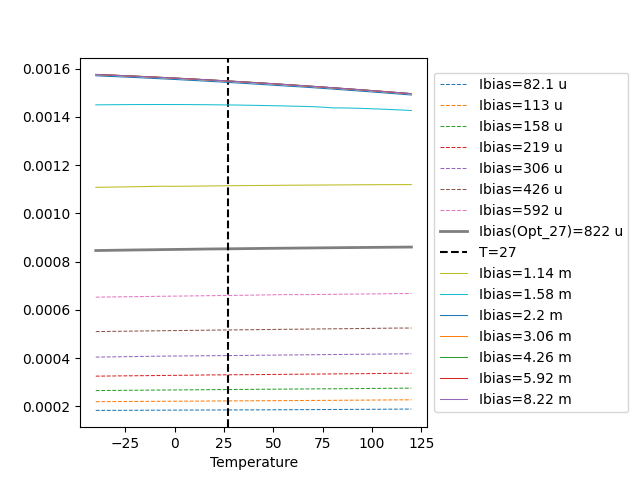 0.0016
0.0014
0.0012
0.0010
0.0008
0.0006
0.0004
0.0002
−25
0
25
50
75
100
125
Temperature
Ibias=82.1 u
Ibias=113 u
Ibias=158 u
Ibias=219 u
Ibias=306 u
Ibias=426 u
Ibias=592 u
Ibias(Opt_27)=822 u
T=27
Ibias=1.14 m
Ibias=1.58 m
Ibias=2.2 m
Ibias=3.06 m
Ibias=4.26 m
Ibias=5.92 m
Ibias=8.22 m